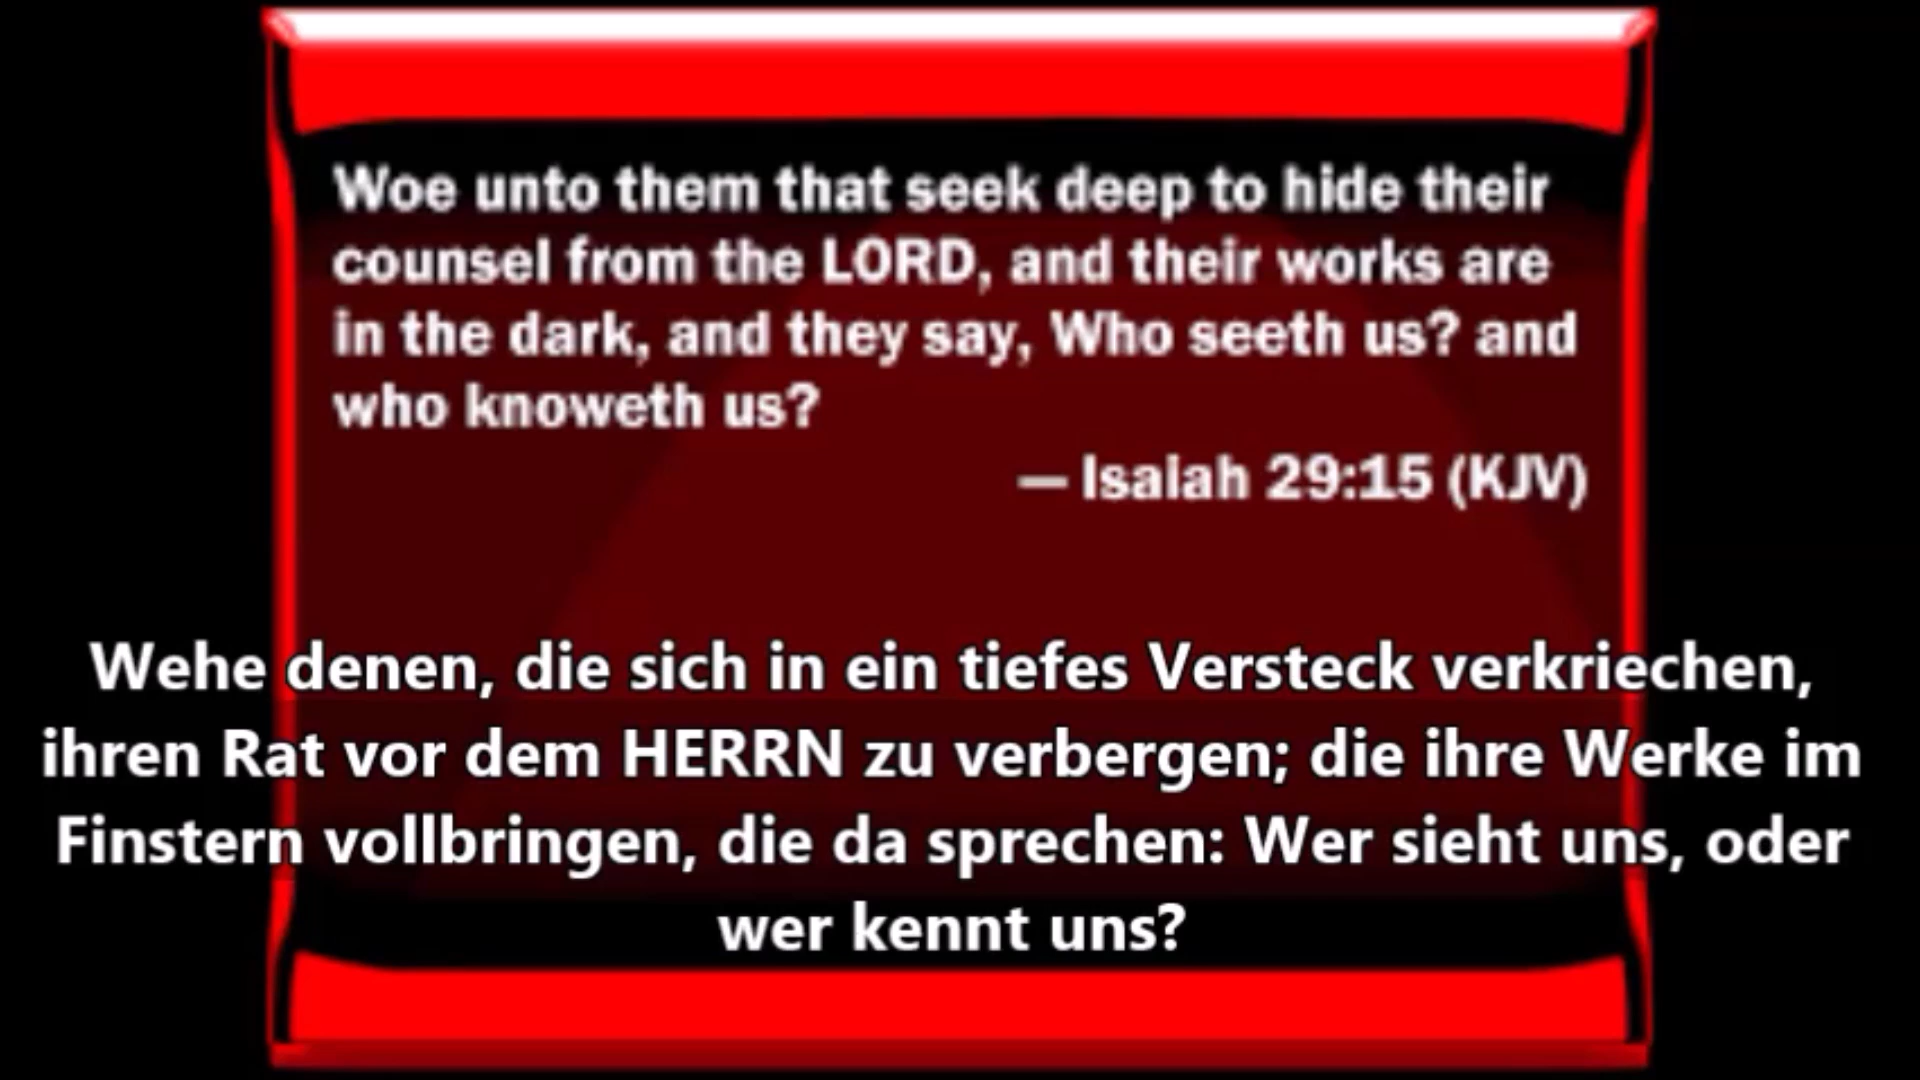 Woe unto them that seek deep to hide their
counsel from the LORD, and their works are
in the dark, and they say, Who seeth us? and
who knoweth us?
— Isaiah 29:15 (KJV)
Wehe denen, die sich in ein tiefes Versteck verkriechen,
ihren Rat vor dem HERRN zu verbergen; die ihre Werke im
Finstern vollbringen, die da sprechen: Wer sieht uns, oder
wer kennt uns?